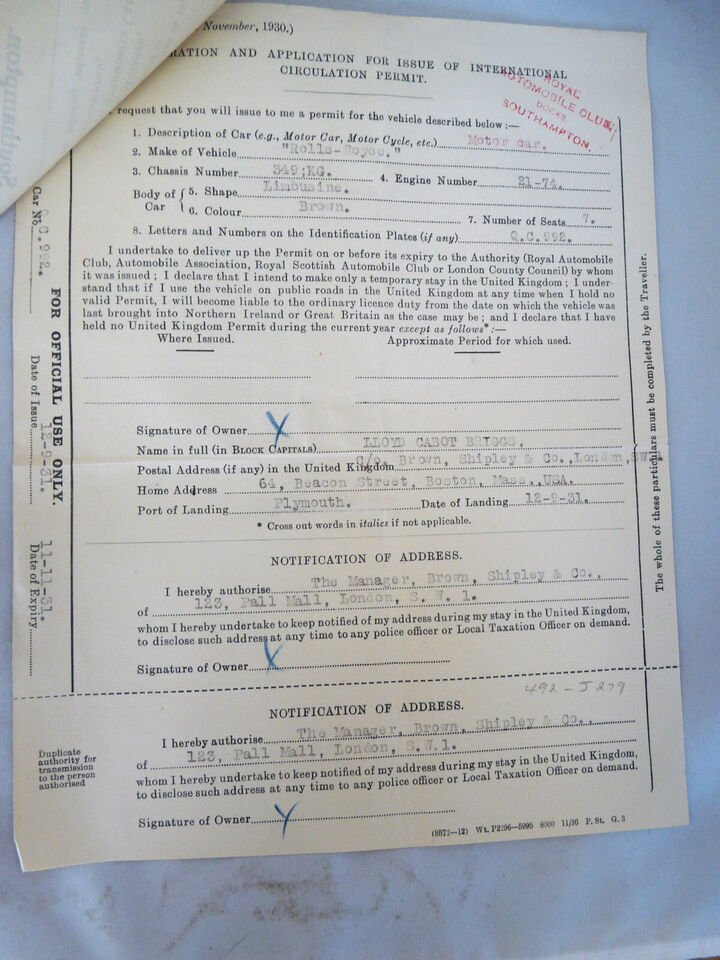 November, 1930.)
RATION AND APPLICATION FOR ISSUE OF INTERNATIONAL
CIRCULATION PERMIT.
ROYAL
AUTOMOBILE CLUB,
DOCKS,
SOUTHAMPTON.
request that you will issue to me a permit for the vehicle described below :—
1. Description of Car (e.g., Motor Car, Motor Cycle, etc.) Motor car.
2. Make of Vehicle "Rolls-Royce."
3. Chassis Number 349;KG. 4. Engine Number 21-74.
Body of Car { 5. Shape Limousine.
6. Colour Brown. 7. Number of Seats 7.
8. Letters and Numbers on the Identification Plates (if any) Q.C.992.
I undertake to deliver up the Permit on or before its expiry to the Authority (Royal Automobile
Club, Automobile Association, Royal Scottish Automobile Club or London County Council) by whom
it was issued ; I declare that I intend to make only a temporary stay in the United Kingdom ; I under-
stand that if I use the vehicle on public roads in the United Kingdom at any time when I hold no
valid Permit, I will become liable to the ordinary licence duty from the date on which the vehicle was
last brought into Northern Ireland or Great Britain as the case may be ; and I declare that I have
held no United Kingdom Permit during the current year except as follows* :—
Where Issued. Approximate Period for which used.
Signature of Owner X
Name in full (in BLOCK CAPITALS) LLOYD CABOT BRIGGS,
Postal Address (if any) in the United Kingdom C/o, Brown, Shipley & Co.,London,SW1.
Home Address 64, Beacon Street, Boston, Mass.,USA.
Port of Landing Plymouth. Date of Landing 12-9-31.
* Cross out words in italics if not applicable.
NOTIFICATION OF ADDRESS.
I hereby authorise The Manager, Brown, Shipley & Co.,
of 123, Pall Mall, London, S. W 1.
whom I hereby undertake to keep notified of my address during my stay in the United Kingdom,
to disclose such address at any time to any police officer or Local Taxation Officer on demand.
Signature of Owner X
492 - J279
NOTIFICATION OF ADDRESS.
I hereby authorise The Manager, Brown, Shipley & Co.,
of 123, Pall Mall, London, S.W.1.
whom I hereby undertake to keep notified of my address during my stay in the United Kingdom,
to disclose such address at any time to any police officer or Local Taxation Officer on demand.
Signature of Owner X
Duplicate
authority for
transmission
to the person
authorised
(8572—12) Wt. P2296—5995 8000 11/30 P. St. G. 3
The whole of these particulars must be completed by the Traveller.
FOR OFFICIAL USE ONLY.
Car No. Q.C.992.
Date of Issue 12-9-31.
Date of Expiry 11-11-31.
Southampton.